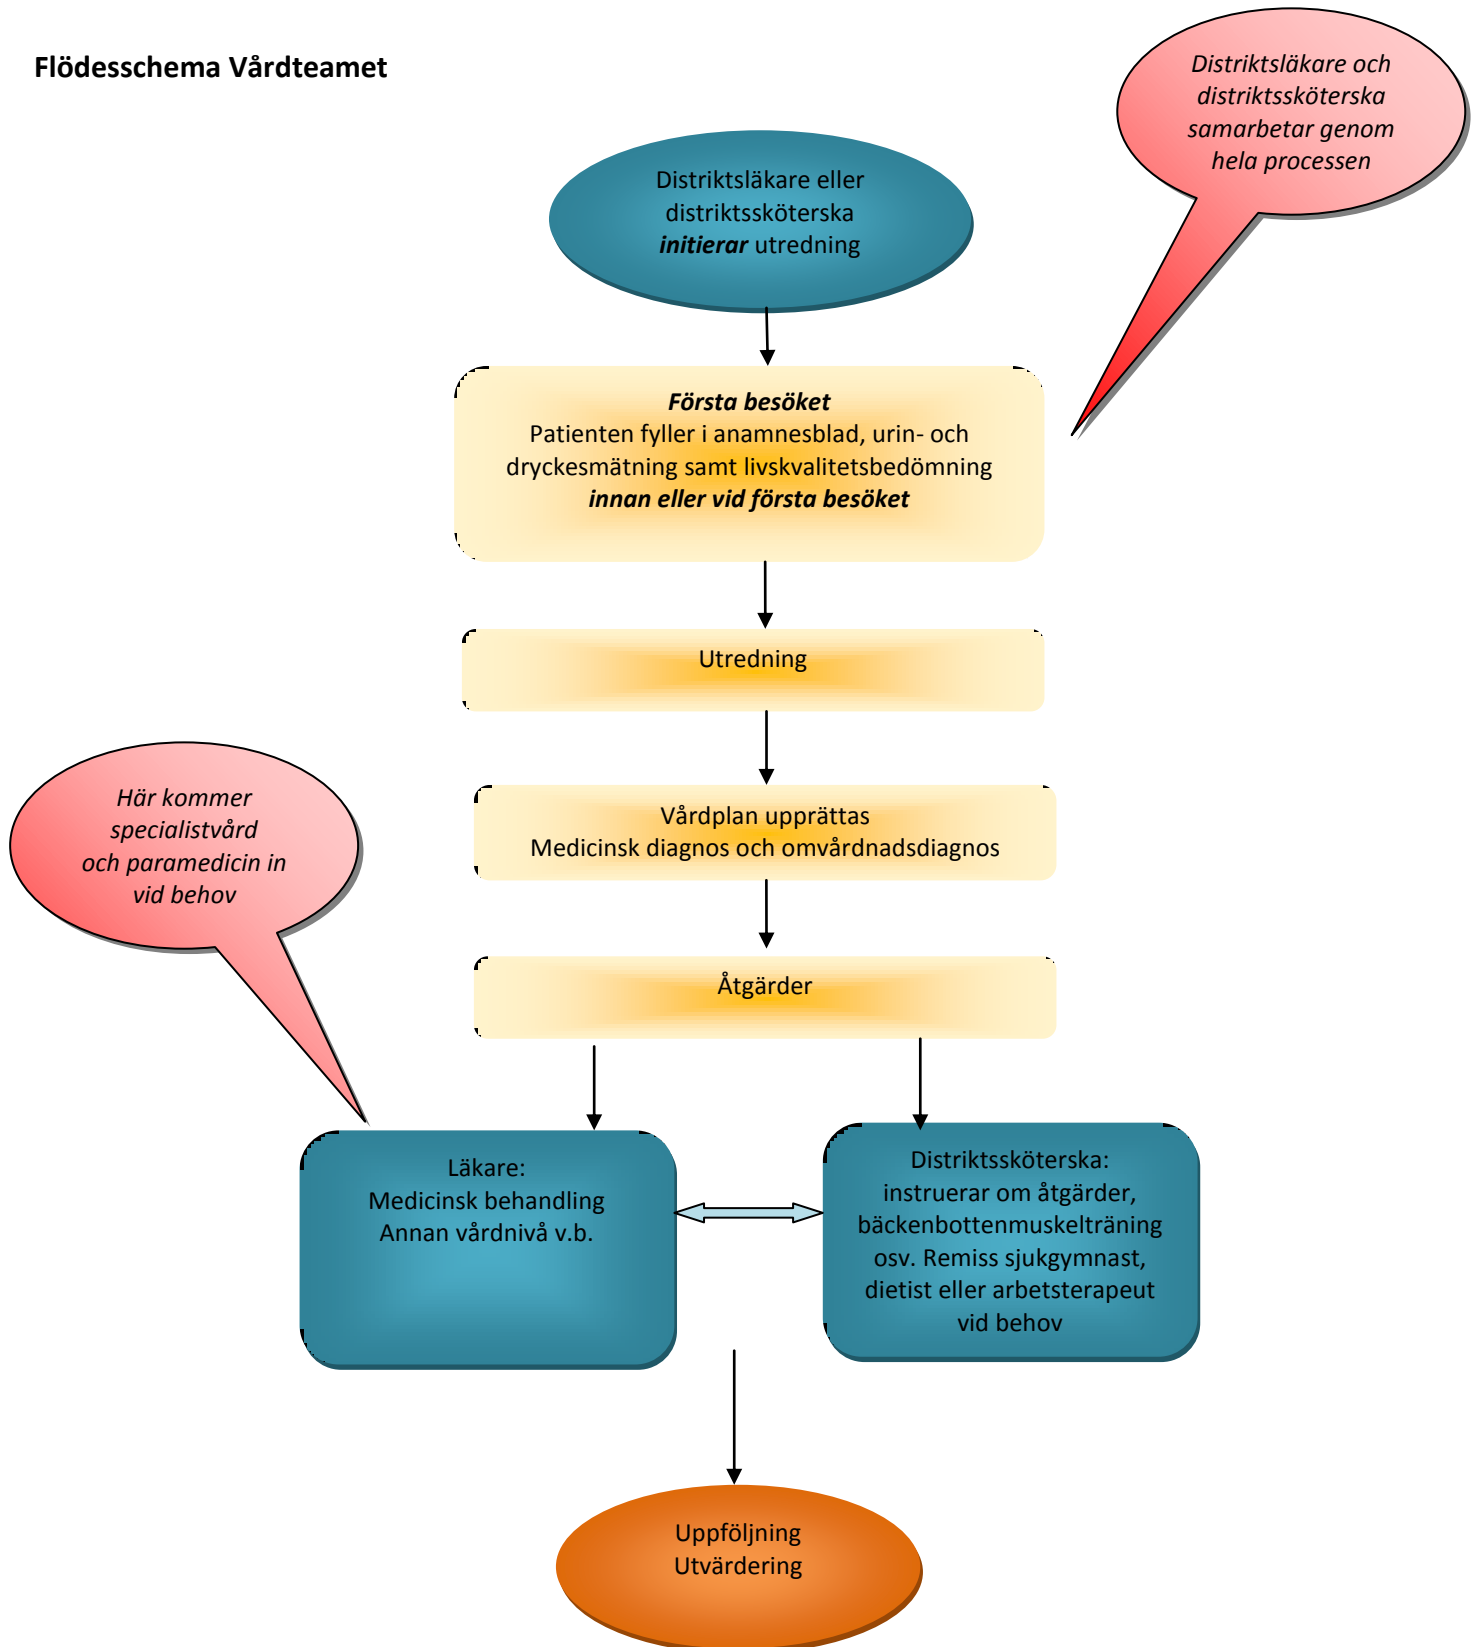 Flödesschema Vårdteamet
Distriktsläkare och
distriktssköterska
samarbetar genom
hela processen
Distriktsläkare eller
distriktssköterska
initierar utredning
Första besöket
Patienten fyller i anamnesblad, urin- och
dryckesmätning samt livskvalitetsbedömning
innan eller vid första besöket
Utredning
Här kommer
specialistvård
och paramedicin in
vid behov
Vårdplan upprättas
Medicinsk diagnos och omvårdnadsdiagnos
Åtgärder
Läkare:
Medicinsk behandling
Annan vårdnivå v.b.
Distriktssköterska:
instruerar om åtgärder,
bäckenbottenmuskelträning
osv. Remiss sjukgymnast,
dietist eller arbetsterapeut
vid behov
Uppföljning
Utvärdering